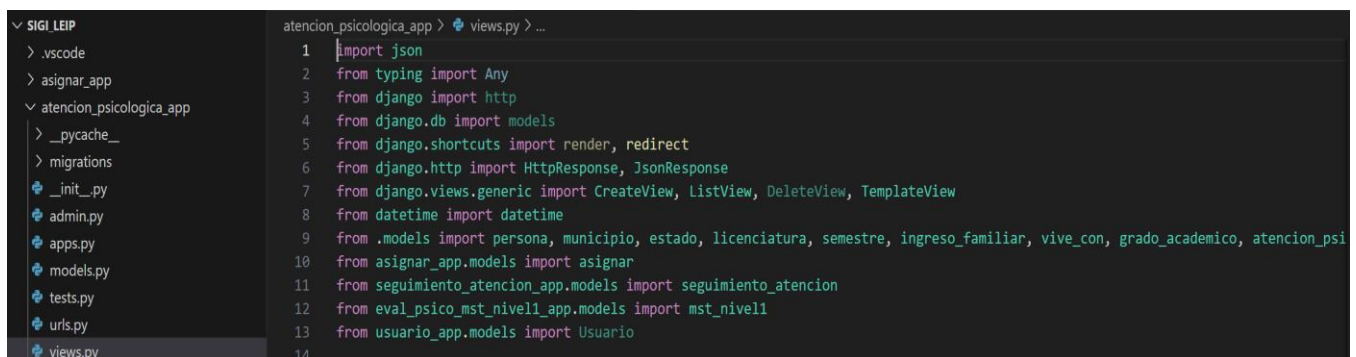 SIGI_LEIP
.vscode
asignar_app
atencion_psicologica_app
__pycache__
migrations
__init__.py
admin.py
apps.py
models.py
tests.py
urls.py
views.py
atencion_psicologica_app > views.py > ...
1 import json
2 from typing import Any
3 from django import http
4 from django.db import models
5 from django.shortcuts import render, redirect
6 from django.http import HttpResponse, JsonResponse
7 from django.views.generic import CreateView, ListView, DeleteView, TemplateView
8 from datetime import datetime
9 from .models import persona, municipio, estado, licenciatura, semestre, ingreso_familiar, vive_con, grado_academico, atencion_psi
10 from asignar_app.models import asignar
11 from seguimiento_atencion_app.models import seguimiento_atencion
12 from eval_psico_mst_nivel1_app.models import mst_nivel1
13 from usuario_app.models import Usuario
14